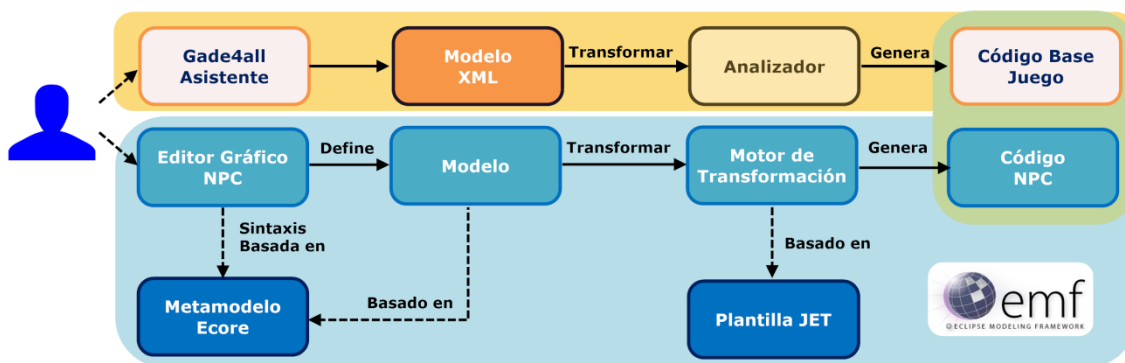 Gade4all
Asistente
Modelo
XML
Transformar
Analizador
Genera
Código Base
Juego
Editor Gráfico
NPC
Define
Modelo
Transformar
Motor de
Transformación
Genera
Código
NPC
Sintaxis
Basada en
Basado en
Metamodelo
Ecore
Basado en
Plantilla JET
emf
ECLIPSE MODELING FRAMEWORK